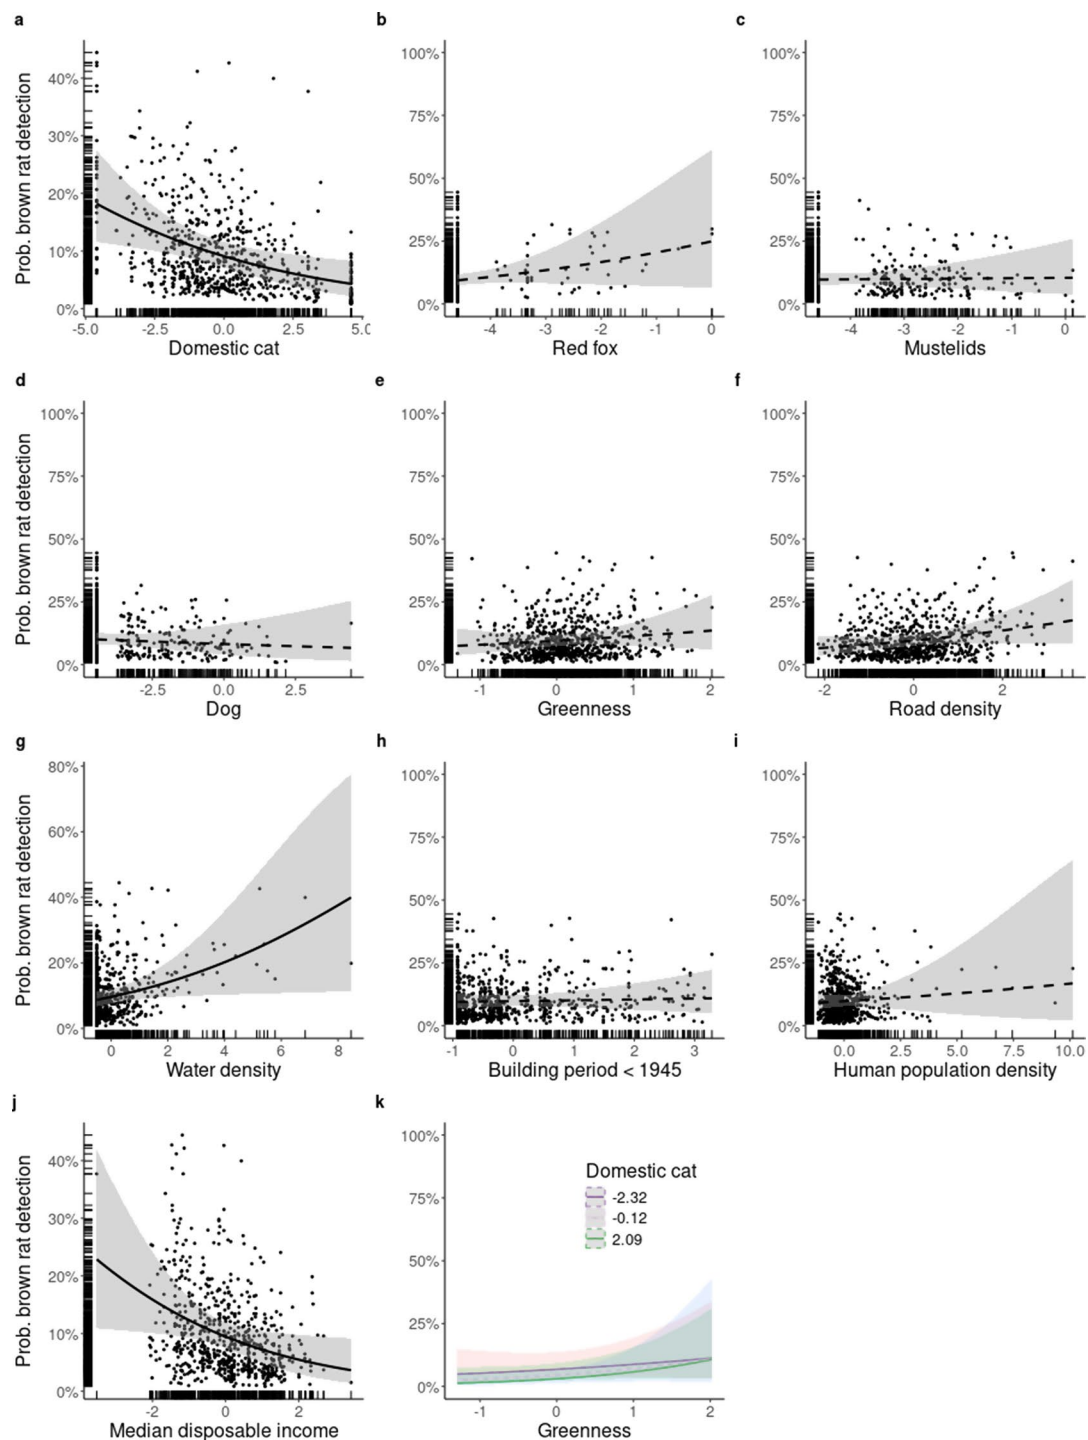 a
b
c
Prob. brown rat detection
40%
30%
20%
10%
0%
-5.0 -2.5 0.0 2.5 5.0
Domestic cat
100%
75%
50%
25%
0%
-4 -3 -2 -1 0
Red fox
100%
75%
50%
25%
0%
-4 -3 -2 -1 0
Mustelids
d
e
f
Prob. brown rat detection
100%
75%
50%
25%
0%
-2.5 0.0 2.5
Dog
100%
75%
50%
25%
0%
-1 0 1 2
Greenness
100%
75%
50%
25%
0%
-2 0 2
Road density
g
h
i
Prob. brown rat detection
80%
60%
40%
20%
0%
0 2 4 6 8
Water density
100%
75%
50%
25%
0%
-1 0 1 2 3
Building period < 1945
100%
75%
50%
25%
0%
0.0 2.5 5.0 7.5 10.0
Human population density
j
k
Prob. brown rat detection
40%
30%
20%
10%
0%
-2 0 2
Median disposable income
100%
75%
50%
25%
0%
Domestic cat
-2.32
-0.12
2.09
-1 0 1 2
Greenness